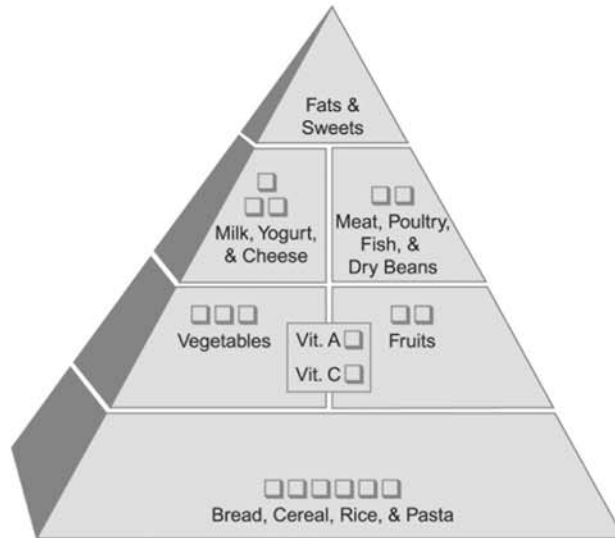 Fats &
Sweets
Milk, Yogurt,
& Cheese
Meat, Poultry,
Fish, &
Dry Beans
Vegetables
Vit. A
Vit. C
Fruits
Bread, Cereal, Rice, & Pasta